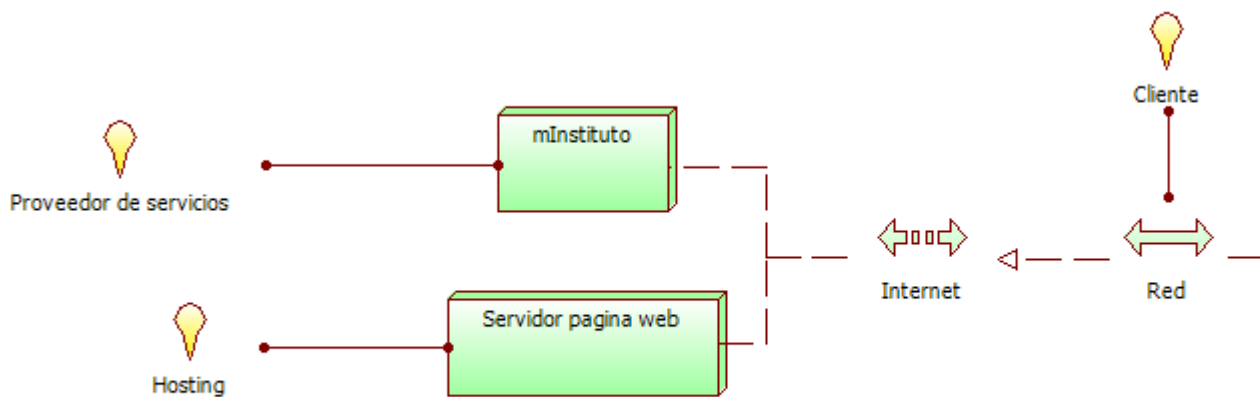 Cliente
mInstituto
Proveedor de servicios
Internet
Red
Servidor pagina web
Hosting